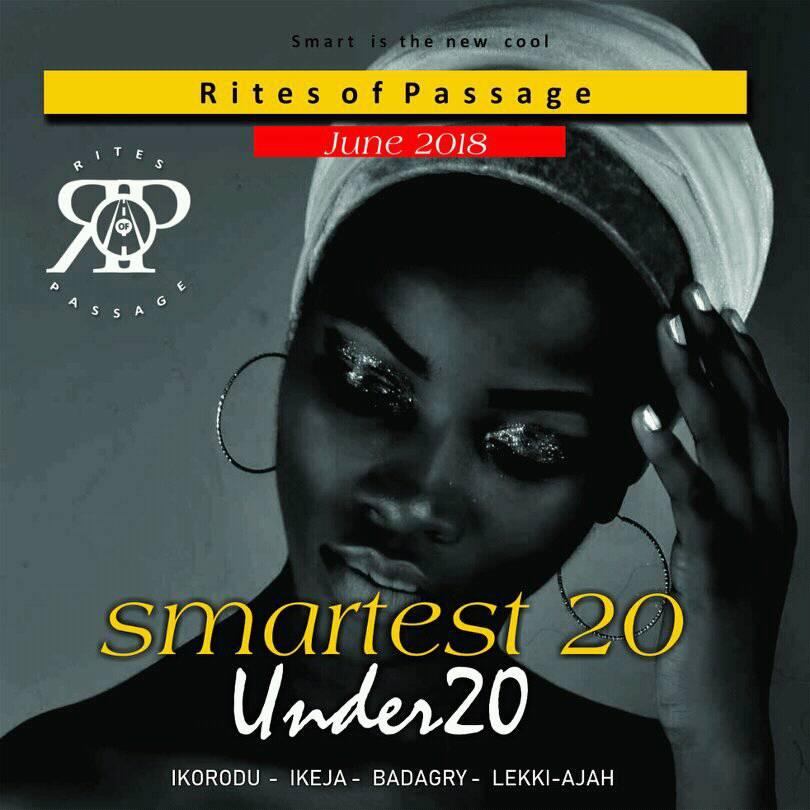 Smart is the new cool
Rites of Passage
June 2018
RITES
RP
OF
PASSAGE
smartest 20
Under20
IKORODU - IKEJA - BADAGRY - LEKKI-AJAH